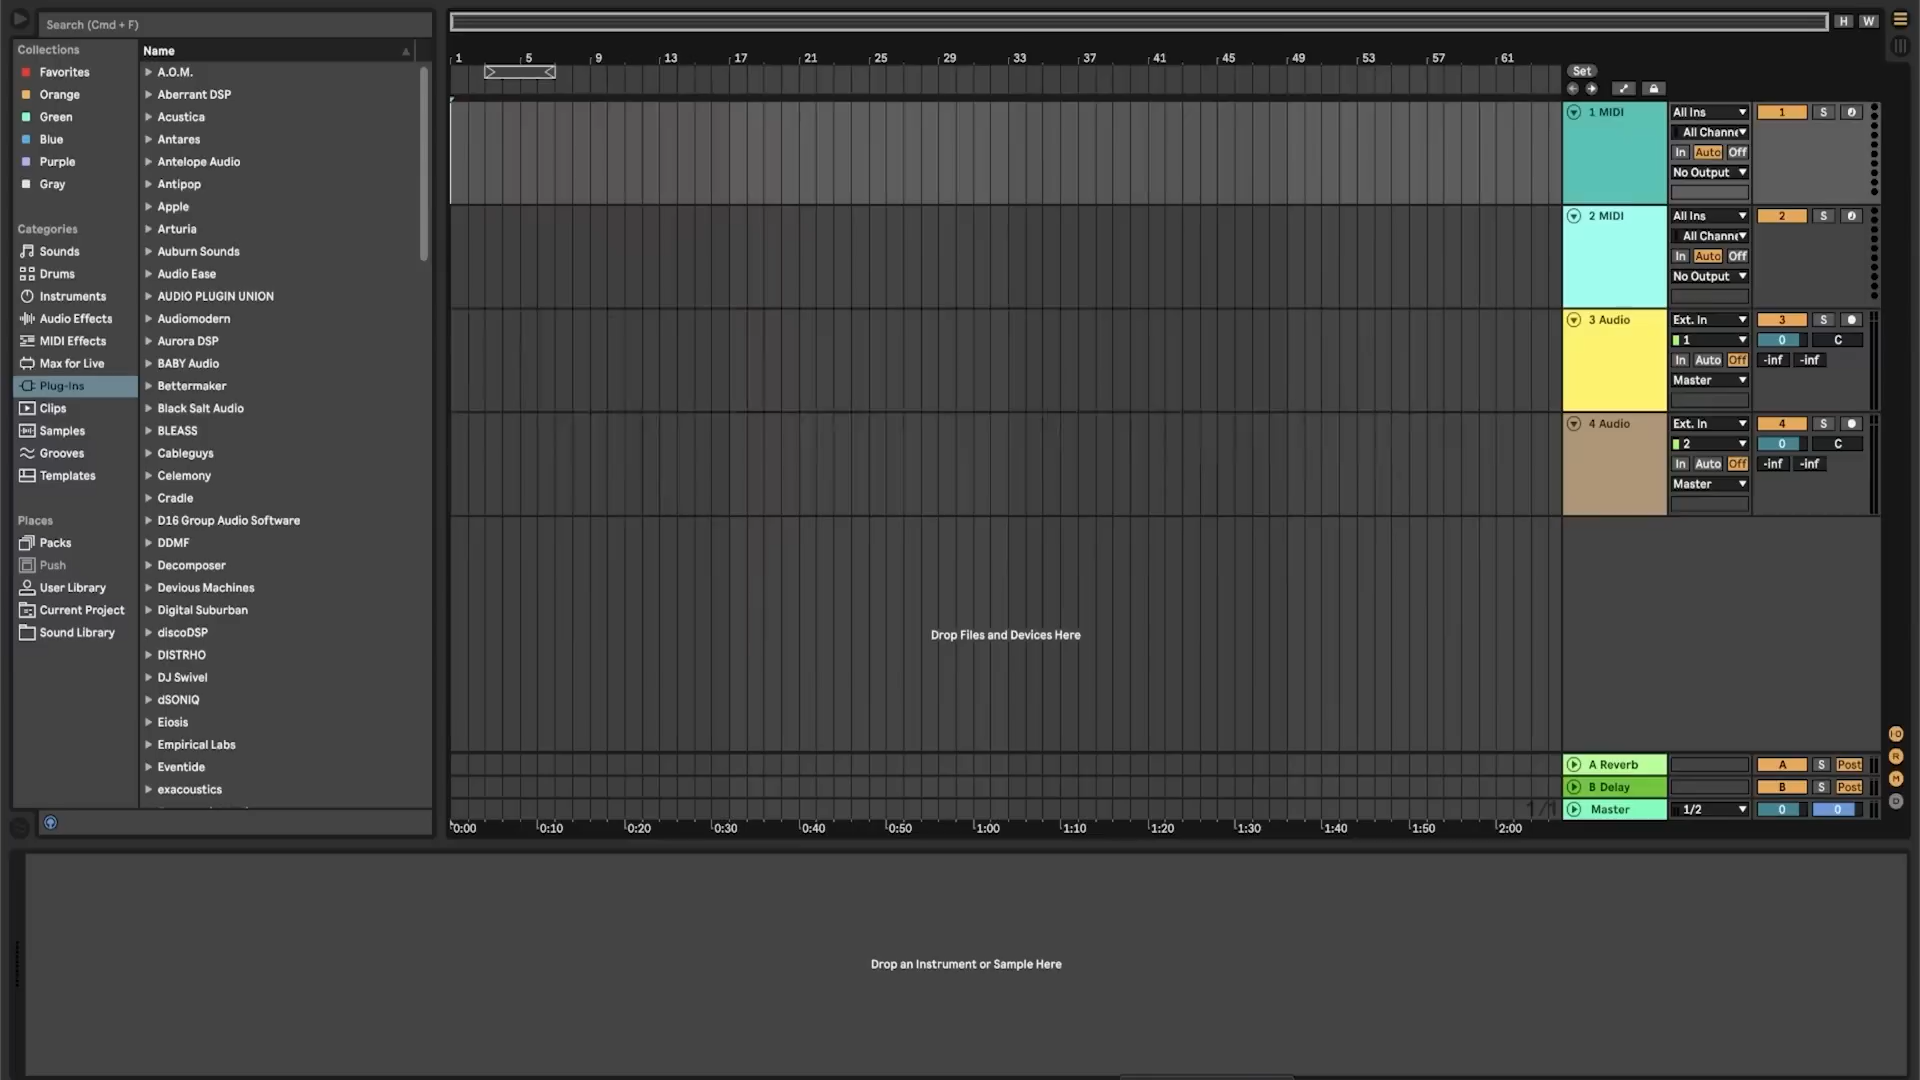 Search (Cmd + F)
H W
Collections
Name
Favorites
Orange
Green
Blue
Purple
Gray
Categories
Sounds
Drums
Instruments
Audio Effects
MIDI Effects
Max for Live
Plug-Ins
Clips
Samples
Grooves
Templates
Places
Packs
Push
User Library
Current Project
Sound Library
A.O.M.
Aberrant DSP
Acustica
Antares
Antelope Audio
Antipop
Apple
Arturia
Auburn Sounds
Audio Ease
AUDIO PLUGIN UNION
Audiomodern
Aurora DSP
BABY Audio
Bettermaker
Black Salt Audio
BLEASS
Cableguys
Celemony
Cradle
D16 Group Audio Software
DDMF
Decomposer
Devious Machines
Digital Suburban
discoDSP
DISTRHO
DJ Swivel
dSONIQ
Eiosis
Empirical Labs
Eventide
exacoustics
1 5 9 13 17 21 25 29 33 37 41 45 49 53 57 61
Set
1 MIDI All Ins 1 S
All Channe
In Auto Off
No Output
2 MIDI All Ins 2 S
All Channe
In Auto Off
No Output
3 Audio Ext. In 3 S
1 0 C
In Auto Off -inf -inf
Master
4 Audio Ext. In 4 S
2 0 C
In Auto Off -inf -inf
Master
Drop Files and Devices Here
A Reverb A S Post
B Delay B S Post
1/1 Master 1/2 0 0
0:00 0:10 0:20 0:30 0:40 0:50 1:00 1:10 1:20 1:30 1:40 1:50 2:00
I·O
R
M
D
Drop an Instrument or Sample Here